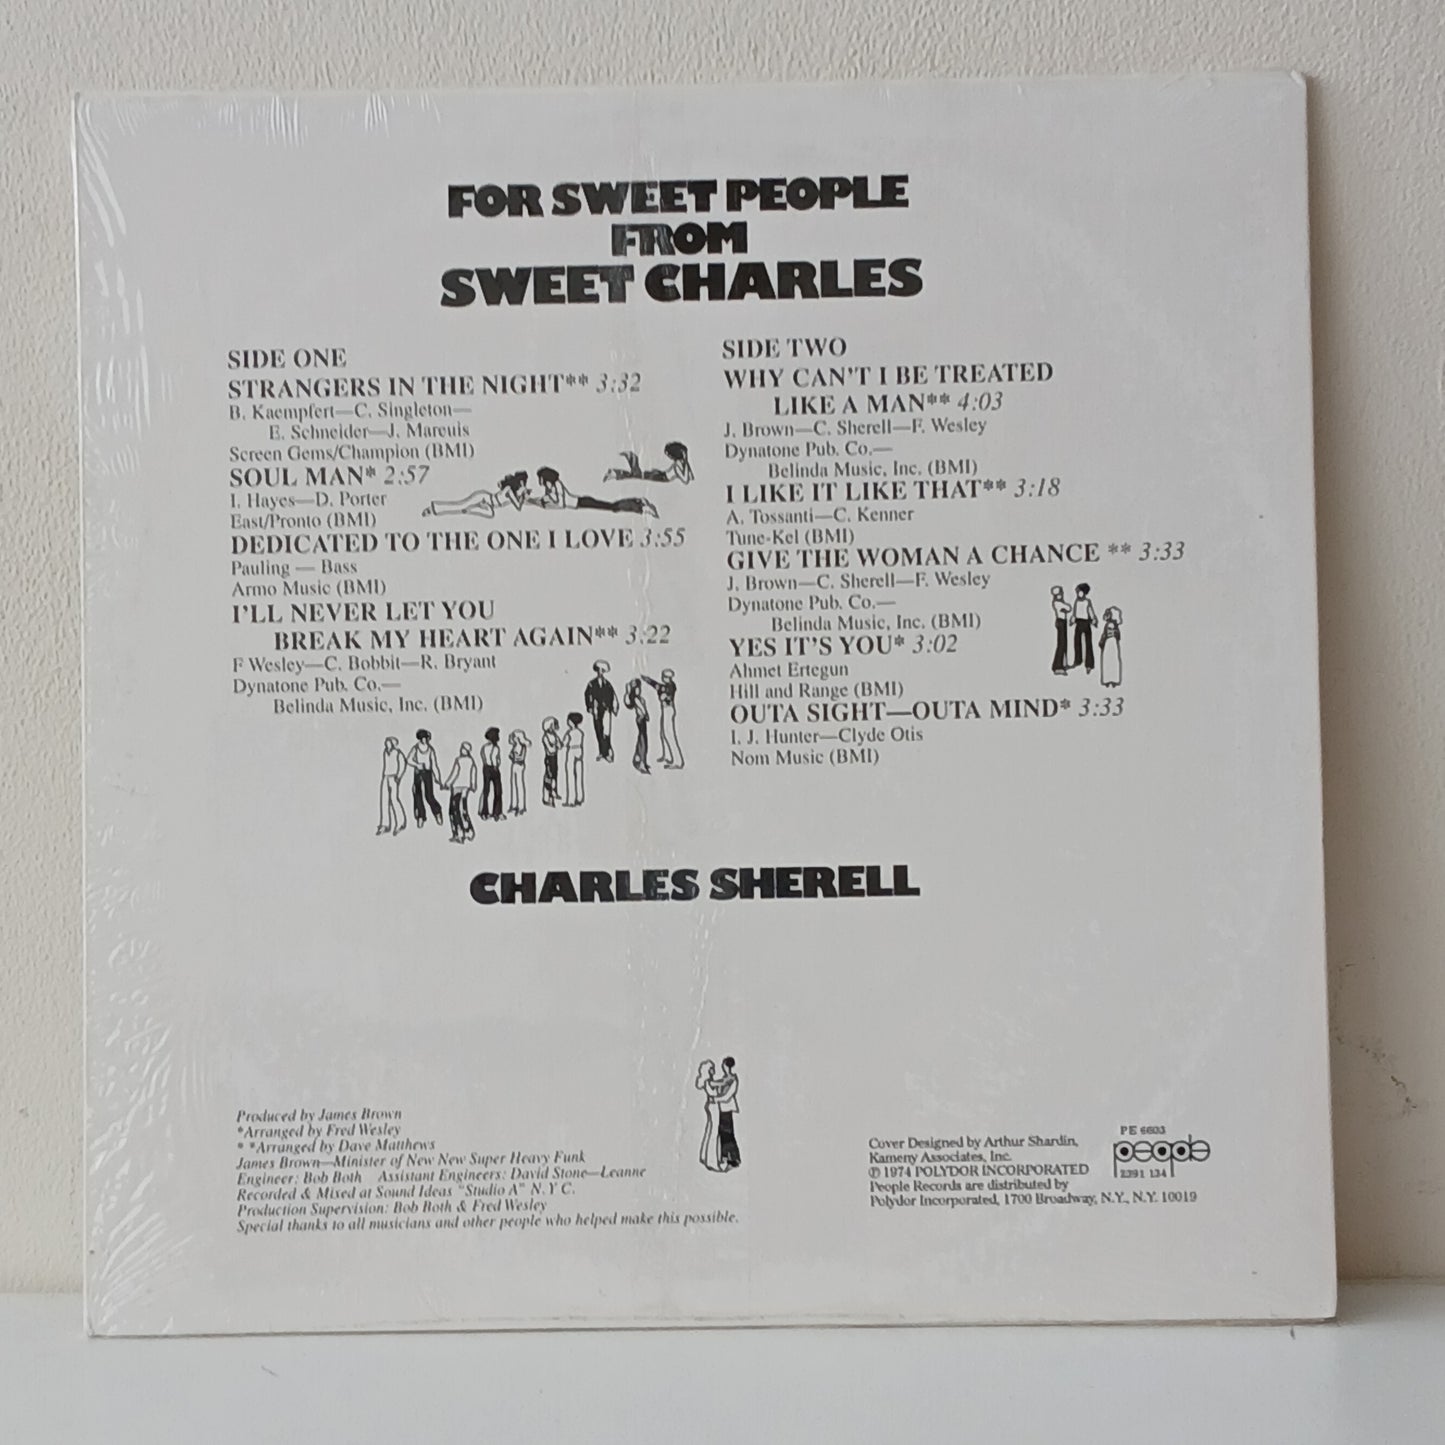 FOR SWEET PEOPLE
FROM
SWEET CHARLES
SIDE ONE
STRANGERS IN THE NIGHT** 3:32
B. Kaempfert—C. Singleton—
E. Schneider—J. Marcuis
Screen Gems/Champion (BMI)
SOUL MAN* 2:57
I. Hayes—D. Porter
East/Pronto (BMI)
DEDICATED TO THE ONE I LOVE 3:55
Pauling — Bass
Armo Music (BMI)
I'LL NEVER LET YOU
BREAK MY HEART AGAIN** 3:22
F Wesley—C. Bobbit—R. Bryant
Dynatone Pub. Co.—
Belinda Music, Inc. (BMI)
SIDE TWO
WHY CAN'T I BE TREATED
LIKE A MAN** 4:03
J. Brown—C. Sherell—F. Wesley
Dynatone Pub. Co.—
Belinda Music, Inc. (BMI)
I LIKE IT LIKE THAT** 3:18
A. Tossanti—C. Kenner
Tune-Kel (BMI)
GIVE THE WOMAN A CHANCE ** 3:33
J. Brown—C. Sherell—F. Wesley
Dynatone Pub. Co.—
Belinda Music, Inc. (BMI)
YES IT'S YOU* 3:02
Ahmet Ertegun
Hill and Range (BMI)
OUTA SIGHT—OUTA MIND* 3:33
I. J. Hunter—Clyde Otis
Nom Music (BMI)
CHARLES SHERELL
Produced by James Brown
*Arranged by Fred Wesley
* *Arranged by Dave Matthews
James Brown—Minister of New New Super Heavy Funk
Engineer: Bob Both Assistant Engineers: David Stone—Leanne
Recorded & Mixed at Sound Ideas "Studio A" N.Y C.
Production Supervision: Bob Both & Fred Wesley
Special thanks to all musicians and other people who helped make this possible.
Cover Designed by Arthur Shardin,
Kameny Associates, Inc.
℗ 1974 POLYDOR INCORPORATED
People Records are distributed by
Polydor Incorporated, 1700 Broadway, N.Y., N.Y. 10019
PE 6603
people
2391 134